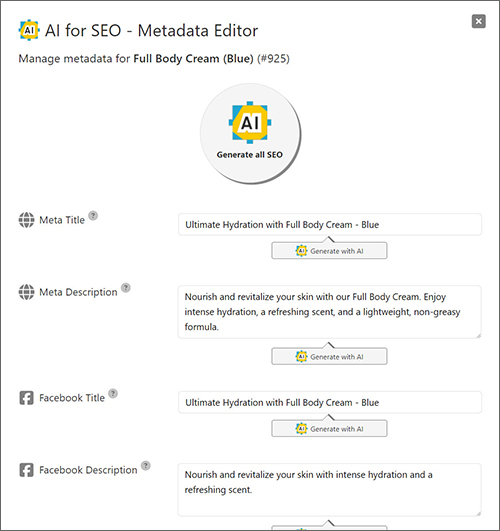 AI for SEO - Metadata Editor
Manage metadata for Full Body Cream (Blue) (#925)
AI
Generate all SEO
Meta Title ?
Ultimate Hydration with Full Body Cream - Blue
AI Generate with AI
Meta Description ?
Nourish and revitalize your skin with our Full Body Cream. Enjoy
intense hydration, a refreshing scent, and a lightweight, non-greasy
formula.
AI Generate with AI
Facebook Title ?
Ultimate Hydration with Full Body Cream - Blue
AI Generate with AI
Facebook Description ?
Nourish and revitalize your skin with intense hydration and a
refreshing scent.